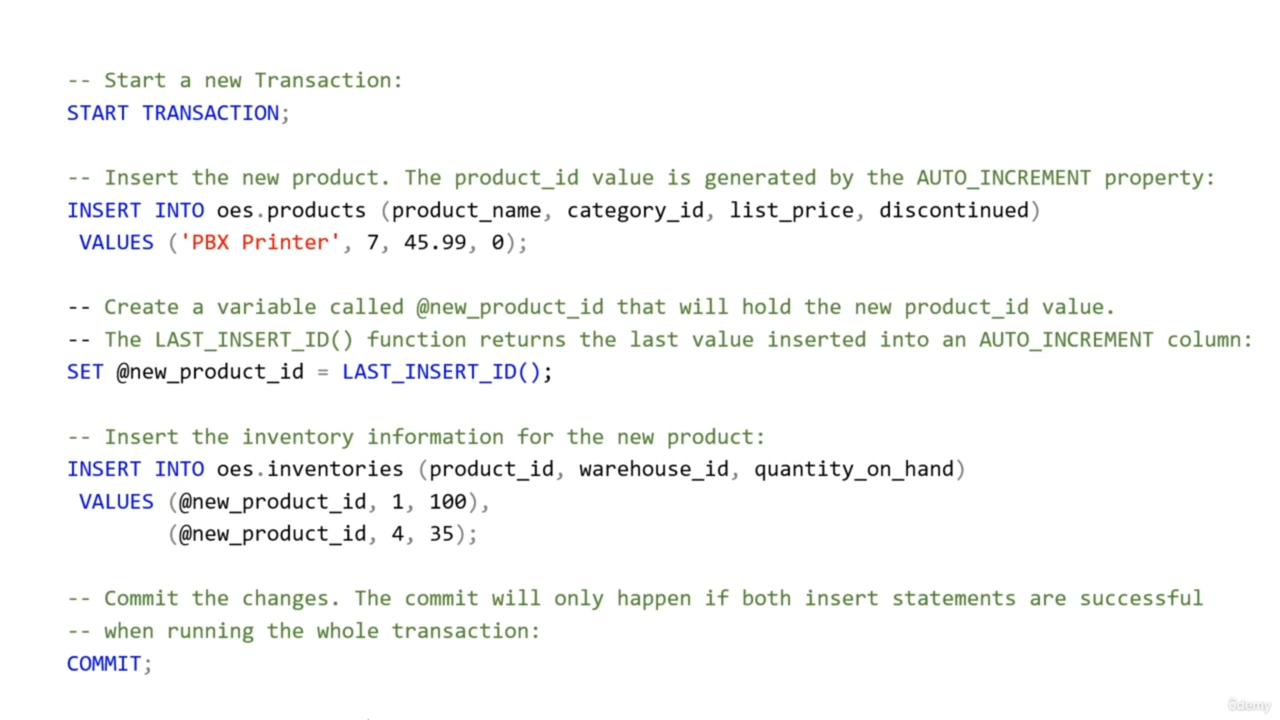 -- Start a new Transaction:
START TRANSACTION;
-- Insert the new product. The product_id value is generated by the AUTO_INCREMENT property:
INSERT INTO oes.products (product_name, category_id, list_price, discontinued)
VALUES ('PBX Printer', 7, 45.99, 0);
-- Create a variable called @new_product_id that will hold the new product_id value.
-- The LAST_INSERT_ID() function returns the last value inserted into an AUTO_INCREMENT column:
SET @new_product_id = LAST_INSERT_ID();
-- Insert the inventory information for the new product:
INSERT INTO oes.inventories (product_id, warehouse_id, quantity_on_hand)
VALUES (@new_product_id, 1, 100),
(@new_product_id, 4, 35);
-- Commit the changes. The commit will only happen if both insert statements are successful
-- when running the whole transaction:
COMMIT;
ûdemy